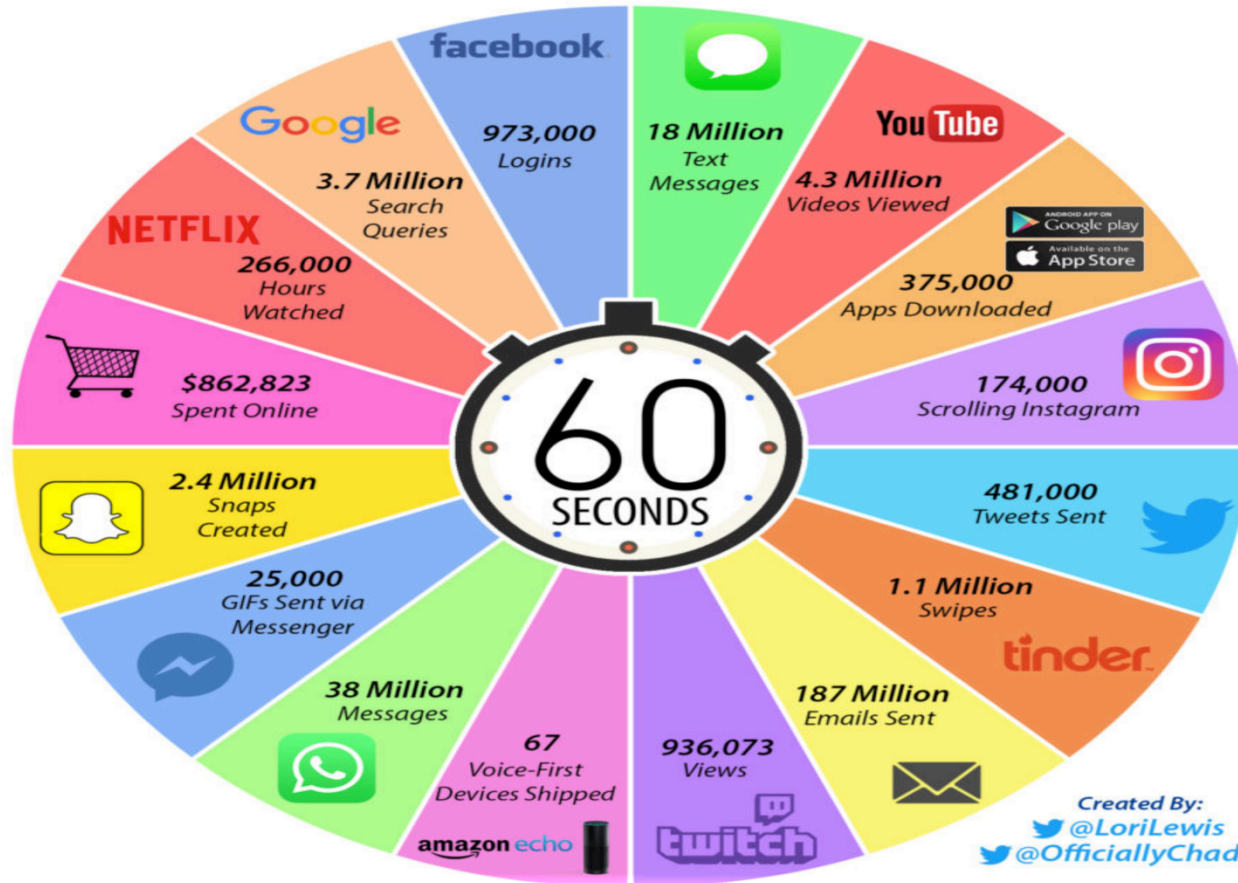 facebook
973,000
Logins
18 Million
Text
Messages
YouTube
4.3 Million
Videos Viewed
ANDROID APP ON
Google play
Available on the
App Store
375,000
Apps Downloaded
174,000
Scrolling Instagram
481,000
Tweets Sent
1.1 Million
Swipes
tinder
187 Million
Emails Sent
936,073
Views
twitch
67
Voice-First
Devices Shipped
amazon echo
38 Million
Messages
25,000
GIFs Sent via
Messenger
2.4 Million
Snaps
Created
$862,823
Spent Online
NETFLIX
266,000
Hours
Watched
Google
3.7 Million
Search
Queries
60
SECONDS
Created By:
@LoriLewis
@OfficiallyChad